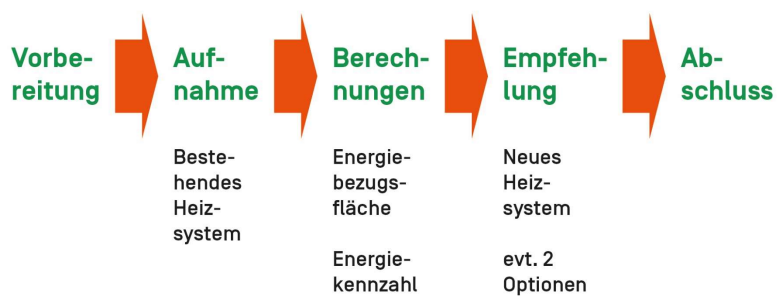 Vorbe-
reitung
Auf-
nahme
Beste-
hendes
Heiz-
system
Berech-
nungen
Energie-
bezugs-
fläche
Energie-
kennzahl
Empfeh-
lung
Neues
Heiz-
system
evt. 2
Optionen
Ab-
schluss